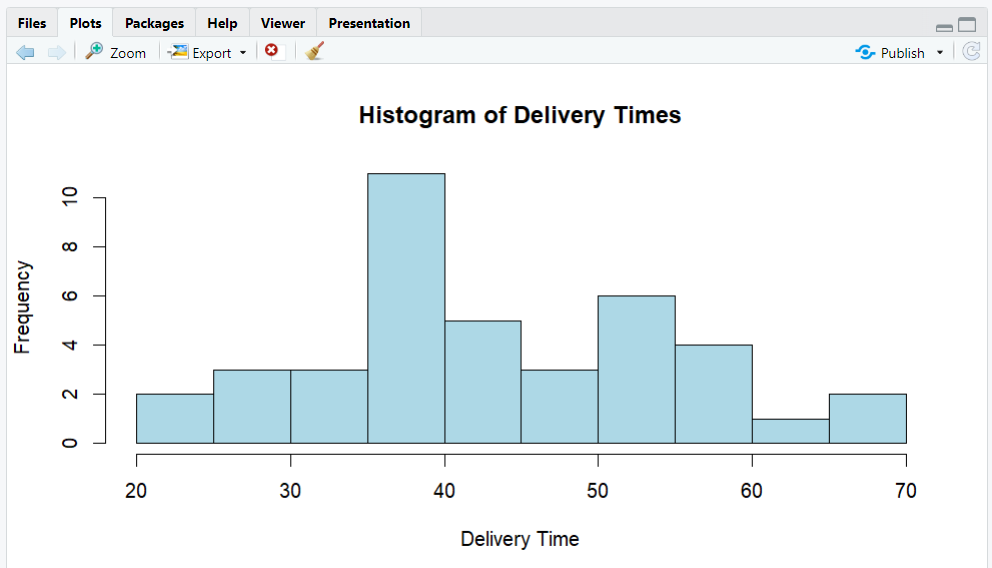 Files Plots Packages Help Viewer Presentation
Zoom Export Publish
Histogram of Delivery Times
Frequency
10
8
6
4
2
0
20 30 40 50 60 70
Delivery Time